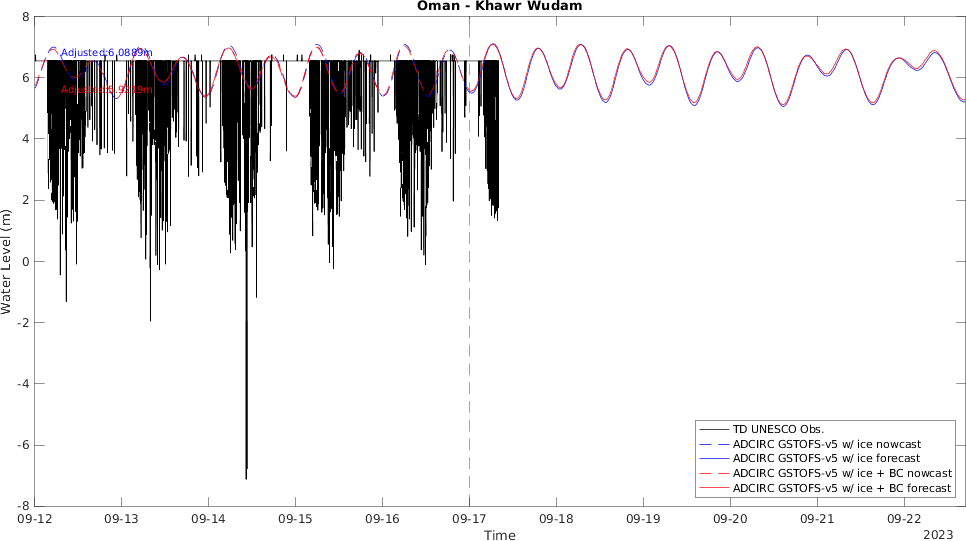 Oman - Khawr Wudam
8
6
4
2
0
-2
-4
-6
-8
Water Level (m)
Adjusted:6.0889m
09-12
09-13
09-14
09-15
09-16
09-17
09-18
09-19
09-20
09-21
09-22
Time
2023
TD UNESCO Obs.
ADCIRC GSTOFS-v5 w/ ice nowcast
ADCIRC GSTOFS-v5 w/ ice forecast
ADCIRC GSTOFS-v5 w/ ice + BC nowcast
ADCIRC GSTOFS-v5 w/ ice + BC forecast